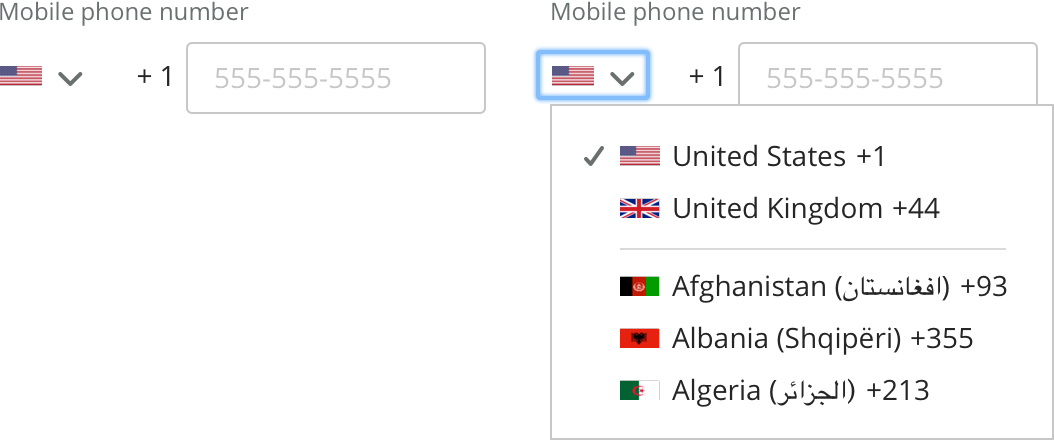 Mobile phone number
+ 1 555-555-5555
Mobile phone number
+ 1 555-555-5555
United States +1
United Kingdom +44
Afghanistan (افغانستان) +93
Albania (Shqipëri) +355
Algeria (الجزائر) +213